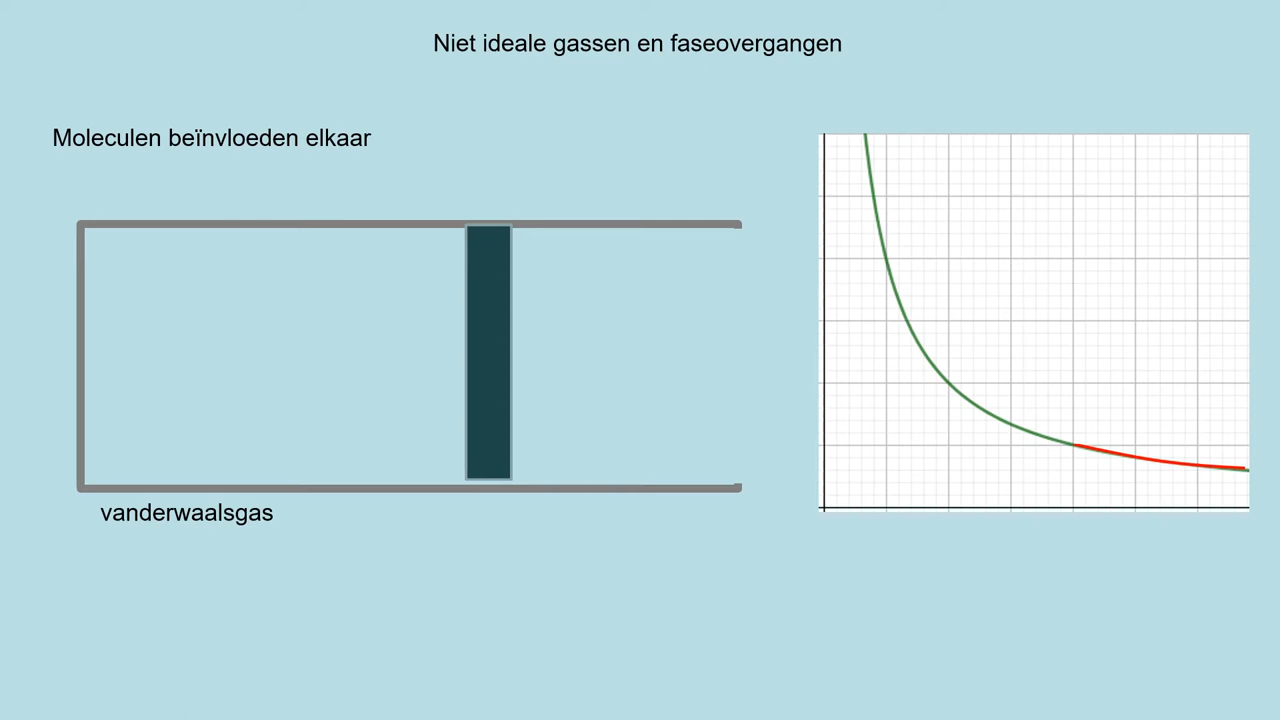 Niet ideale gassen en faseovergangen
Moleculen beïnvloeden elkaar
vanderwaalsgas